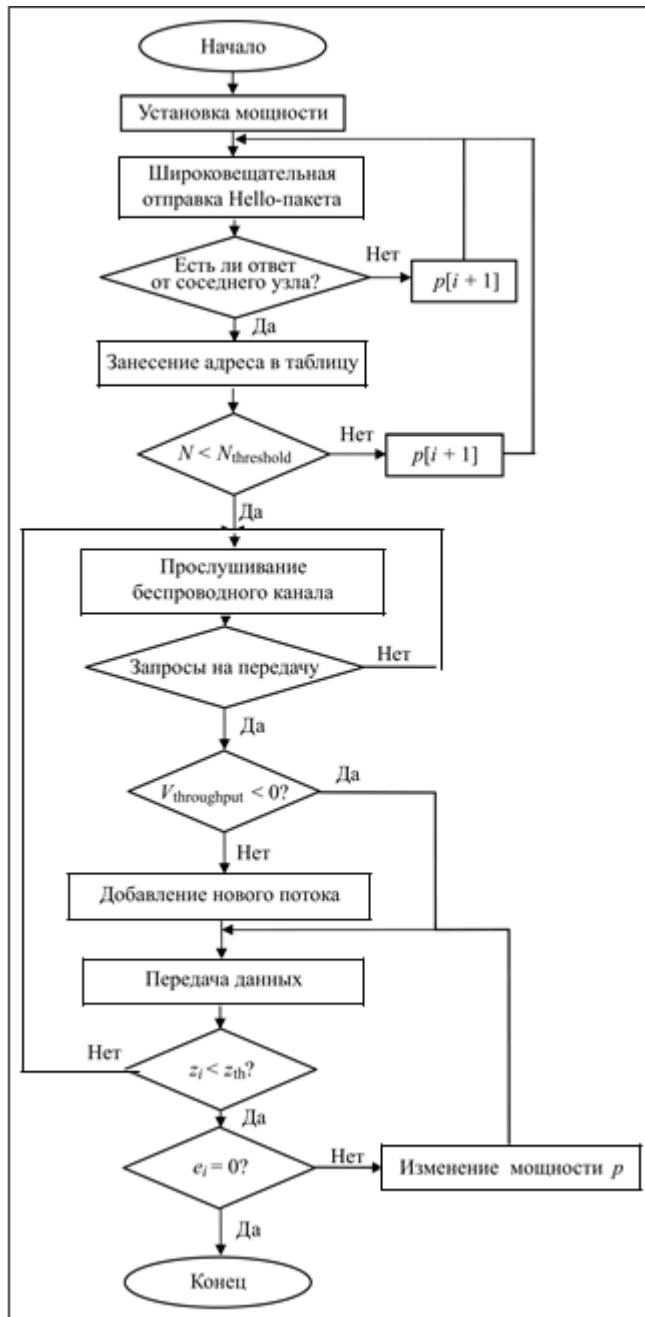 Начало
Установка мощности
Широковещательная
отправка Hello-пакета
Есть ли ответ
от соседнего узла?
Нет
p[i + 1]
Да
Занесение адреса в таблицу
N < Nthreshold
Нет
p[i + 1]
Да
Прослушивание
беспроводного канала
Запросы на передачу
Нет
Да
Vthroughput < 0?
Да
Нет
Добавление нового потока
Передача данных
Нет
zi < zth?
Да
ei = 0?
Нет
Изменение мощности p
Да
Конец